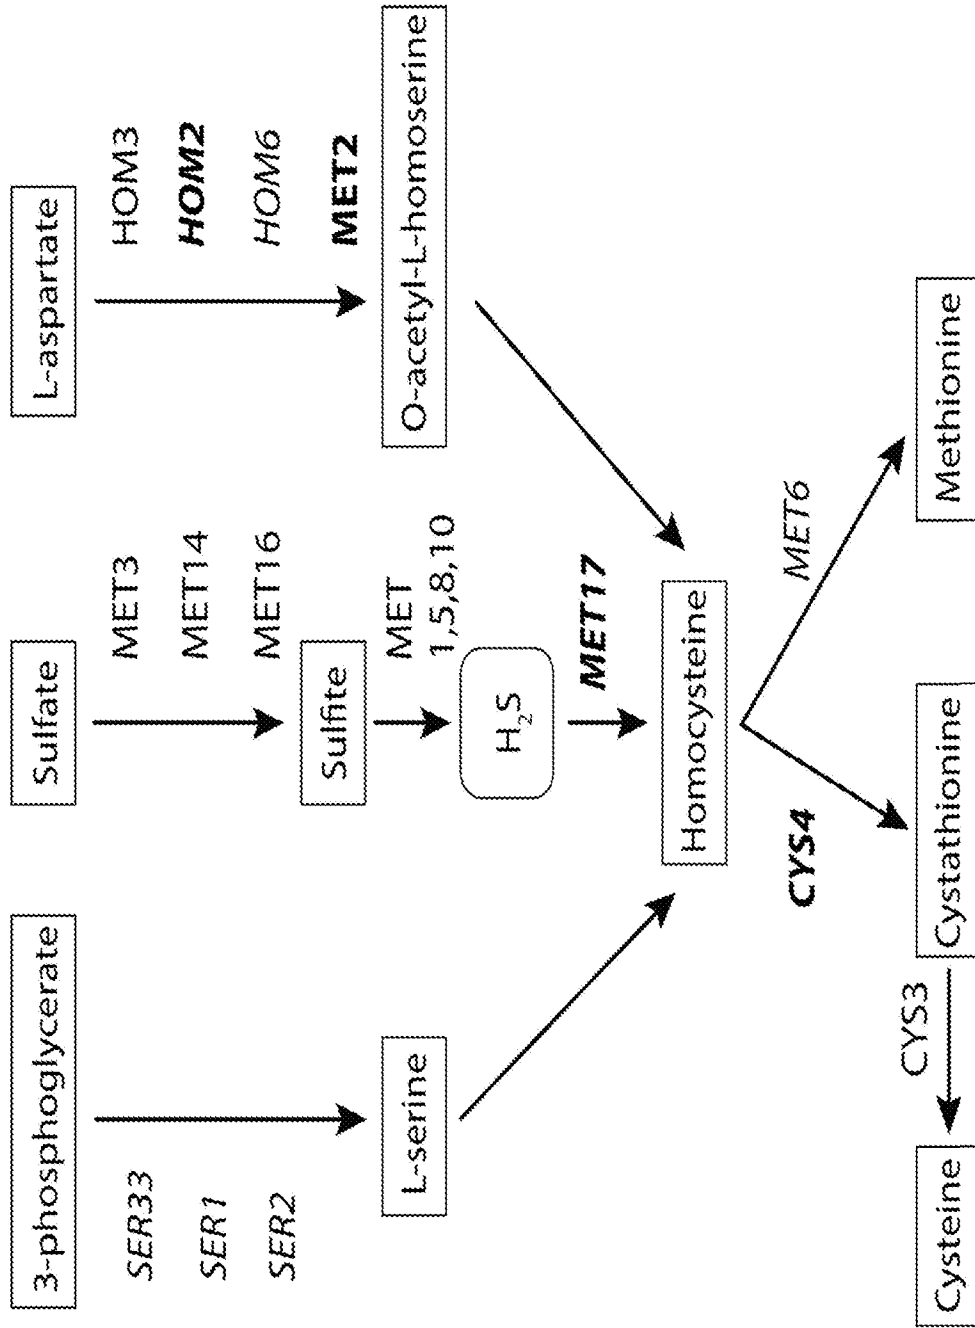 3-phosphoglycerate
Sulfate
L-aspartate
SER33
MET3
HOM3
SER1
MET14
HOM2
SER2
MET16
HOM6
Sulfite
MET2
L-serine
MET
1,5,8,10
O-acetyl-L-homoserine
H₂S
MET17
Homocysteine
CYS4
MET6
CYS3
Cysteine
Cystathionine
Methionine